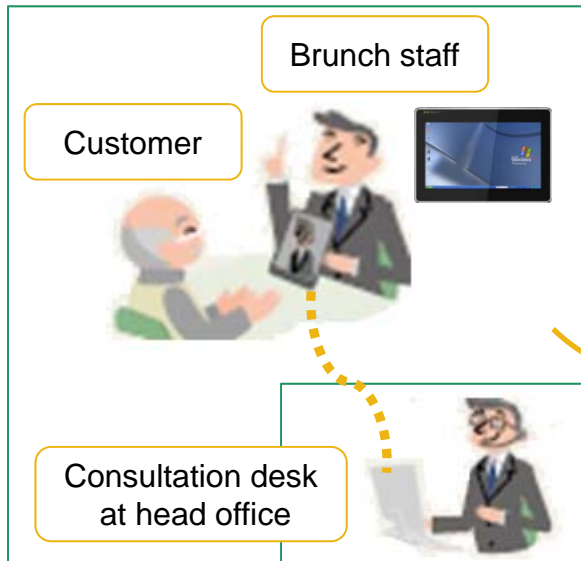 Brunch staff
Customer
Consultation desk
at head office